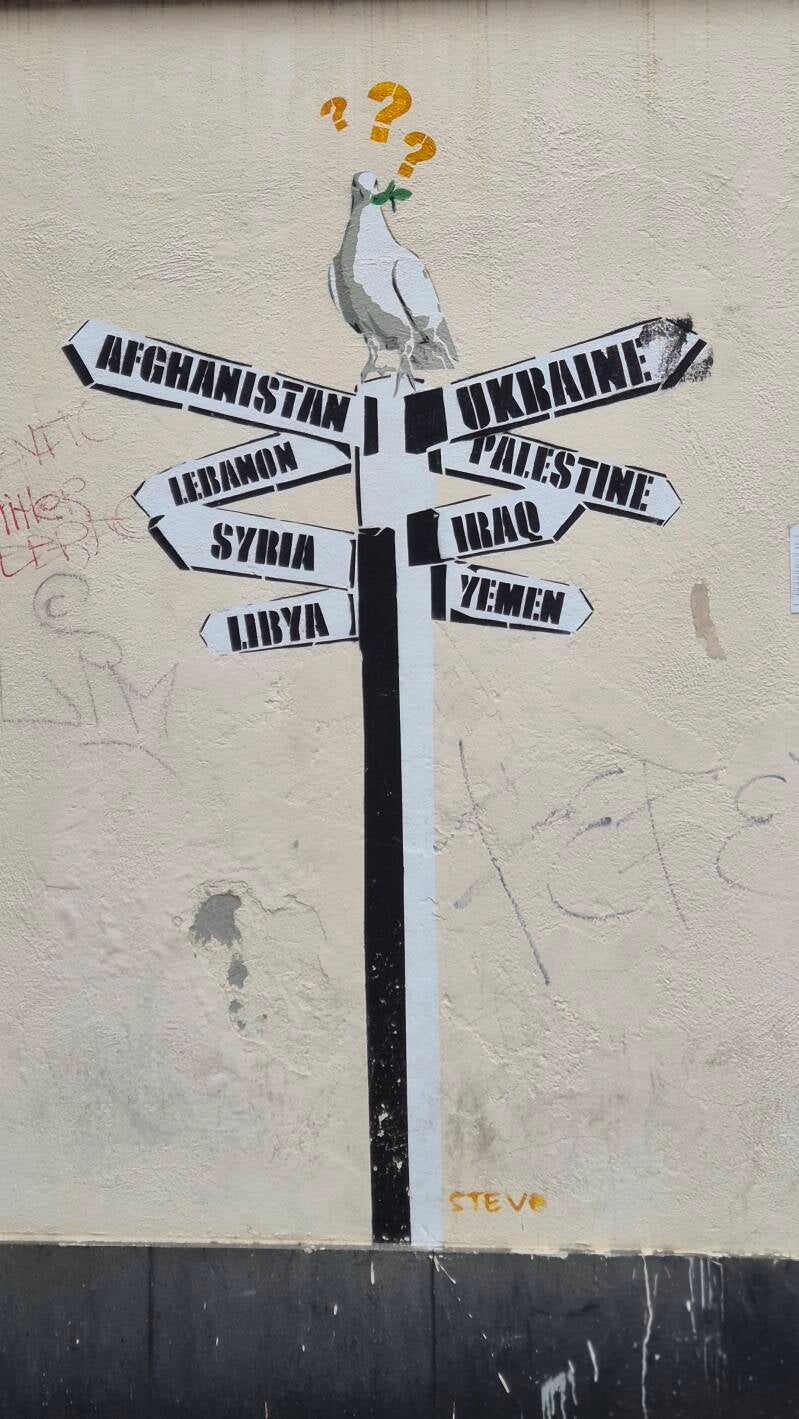 ? ? ?
AFGHANISTAN
UKRAINE
LEBANON
PALESTINE
SYRIA
IRAQ
LIBYA
YEMEN
STEVO